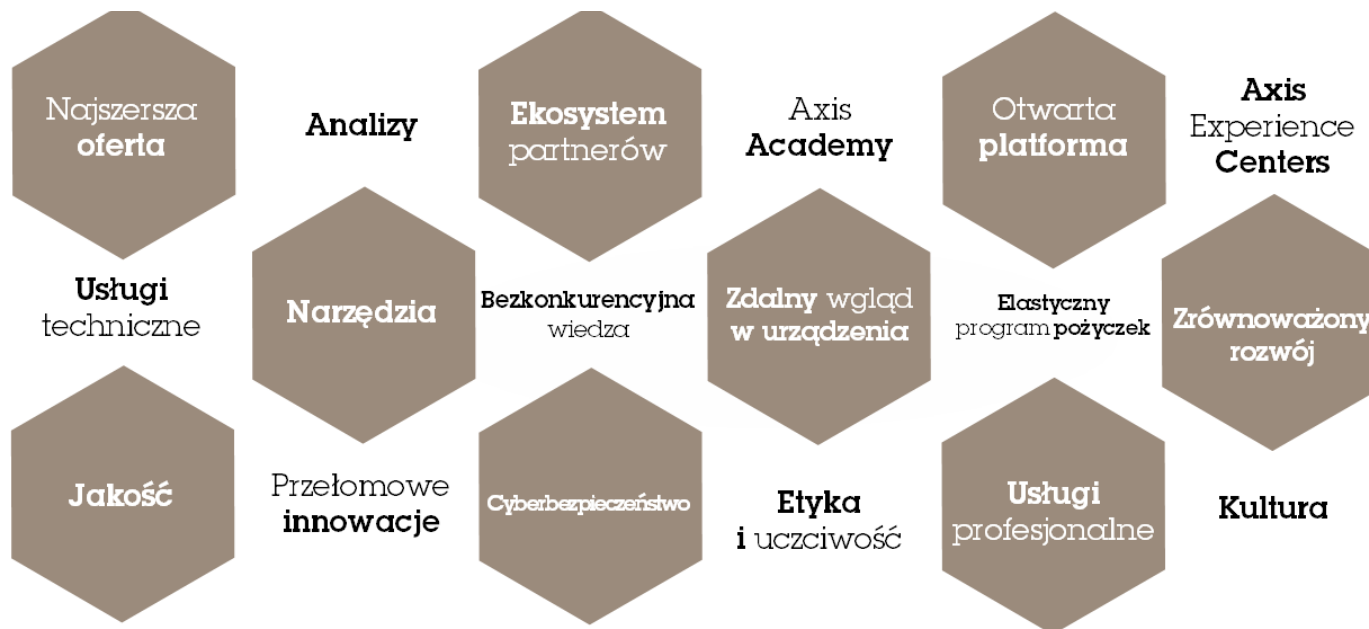 Najszersza
oferta
Analizy
Ekosystem
partnerów
Axis
Academy
Otwarta
platforma
Axis
Experience
Centers
Usługi
techniczne
Narzędzia
Bezkonkurencyjna
wiedza
Zdalny wgląd
w urządzenia
Elastyczny
program pożyczek
Zrównoważony
rozwój
Jakość
Przełomowe
innowacje
Cyberbezpieczeństwo
Etyka
i uczciwość
Usługi
profesjonalne
Kultura